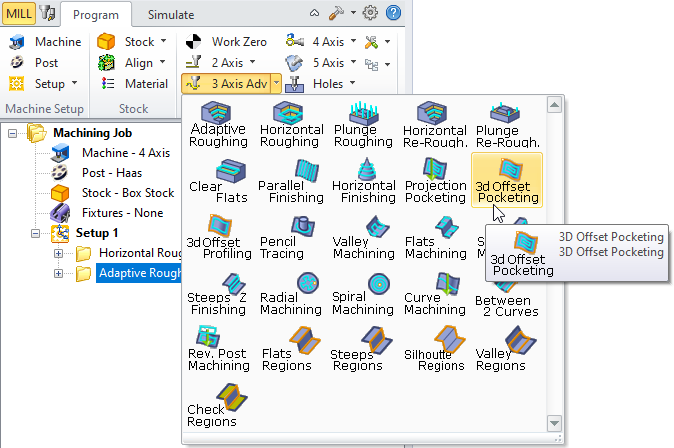 MILL
Program
Simulate
Machine
Post
Setup
Machine Setup
Stock
Align
Material
Stock
Work Zero
2 Axis
3 Axis Adv
4 Axis
5 Axis
Holes
Machining Job
Machine - 4 Axis
Post - Haas
Stock - Box Stock
Fixtures - None
Setup 1
Horizontal Roug
Adaptive Rough
Adaptive Horizontal Plunge Horizontal Plunge
Roughing Roughing Roughing Re-Rough. Re-Rough.
Clear Parallel Horizontal Projection 3d Offset
Flats Finishing Finishing Pocketing Pocketing
3d Offset Pencil Valley Flats
Profiling Tracing Machining Machining
3D Offset Pocketing
3D Offset Pocketing
3d Offset
Pocketing
Steeps Z Radial Spiral Curve Between
Finishing Machining Machining Machining 2 Curves
Rev. Post Flats Steeps Silhoutte Valley
Machining Regions Regions Regions Regions
Check
Regions